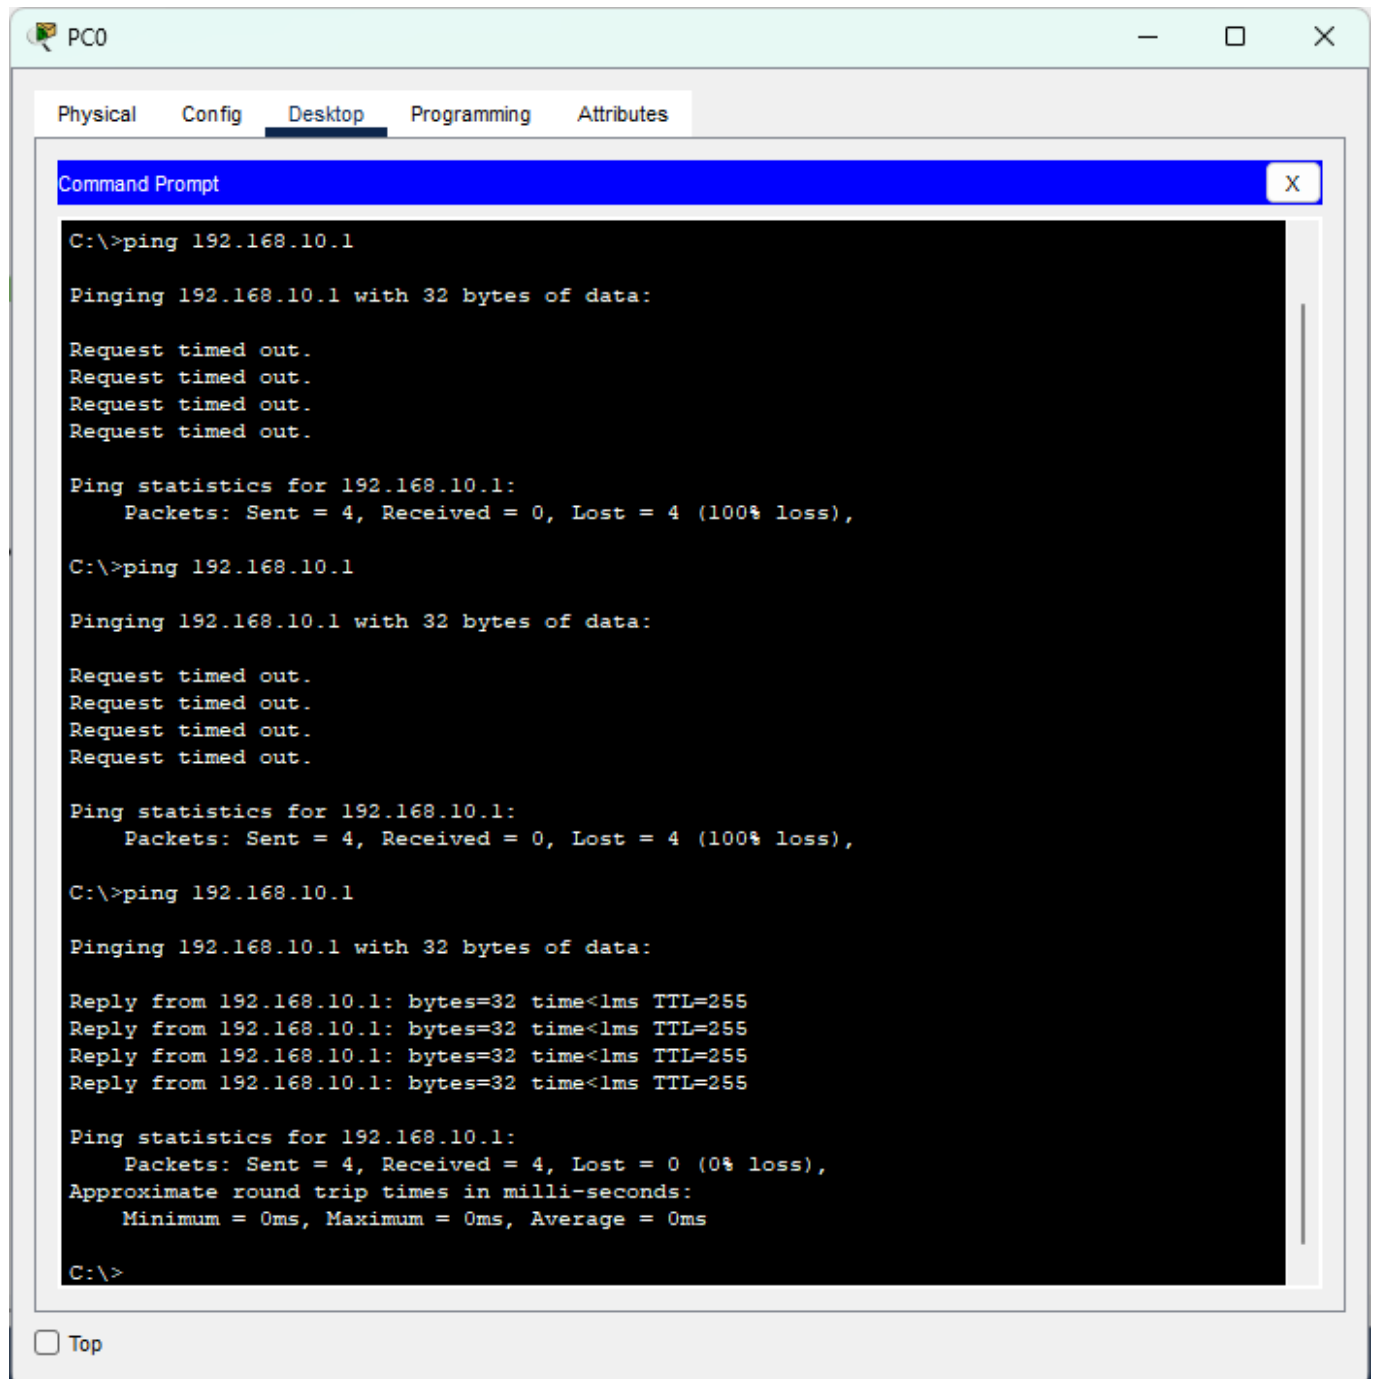 PC0
Physical Config Desktop Programming Attributes
Command Prompt X
C:\>ping 192.168.10.1
Pinging 192.168.10.1 with 32 bytes of data:
Request timed out.
Request timed out.
Request timed out.
Request timed out.
Ping statistics for 192.168.10.1:
    Packets: Sent = 4, Received = 0, Lost = 4 (100% loss),
C:\>ping 192.168.10.1
Pinging 192.168.10.1 with 32 bytes of data:
Request timed out.
Request timed out.
Request timed out.
Request timed out.
Ping statistics for 192.168.10.1:
    Packets: Sent = 4, Received = 0, Lost = 4 (100% loss),
C:\>ping 192.168.10.1
Pinging 192.168.10.1 with 32 bytes of data:
Reply from 192.168.10.1: bytes=32 time<1ms TTL=255
Reply from 192.168.10.1: bytes=32 time<1ms TTL=255
Reply from 192.168.10.1: bytes=32 time<1ms TTL=255
Reply from 192.168.10.1: bytes=32 time<1ms TTL=255
Ping statistics for 192.168.10.1:
    Packets: Sent = 4, Received = 4, Lost = 0 (0% loss),
Approximate round trip times in milli-seconds:
    Minimum = 0ms, Maximum = 0ms, Average = 0ms
C:\>
Top